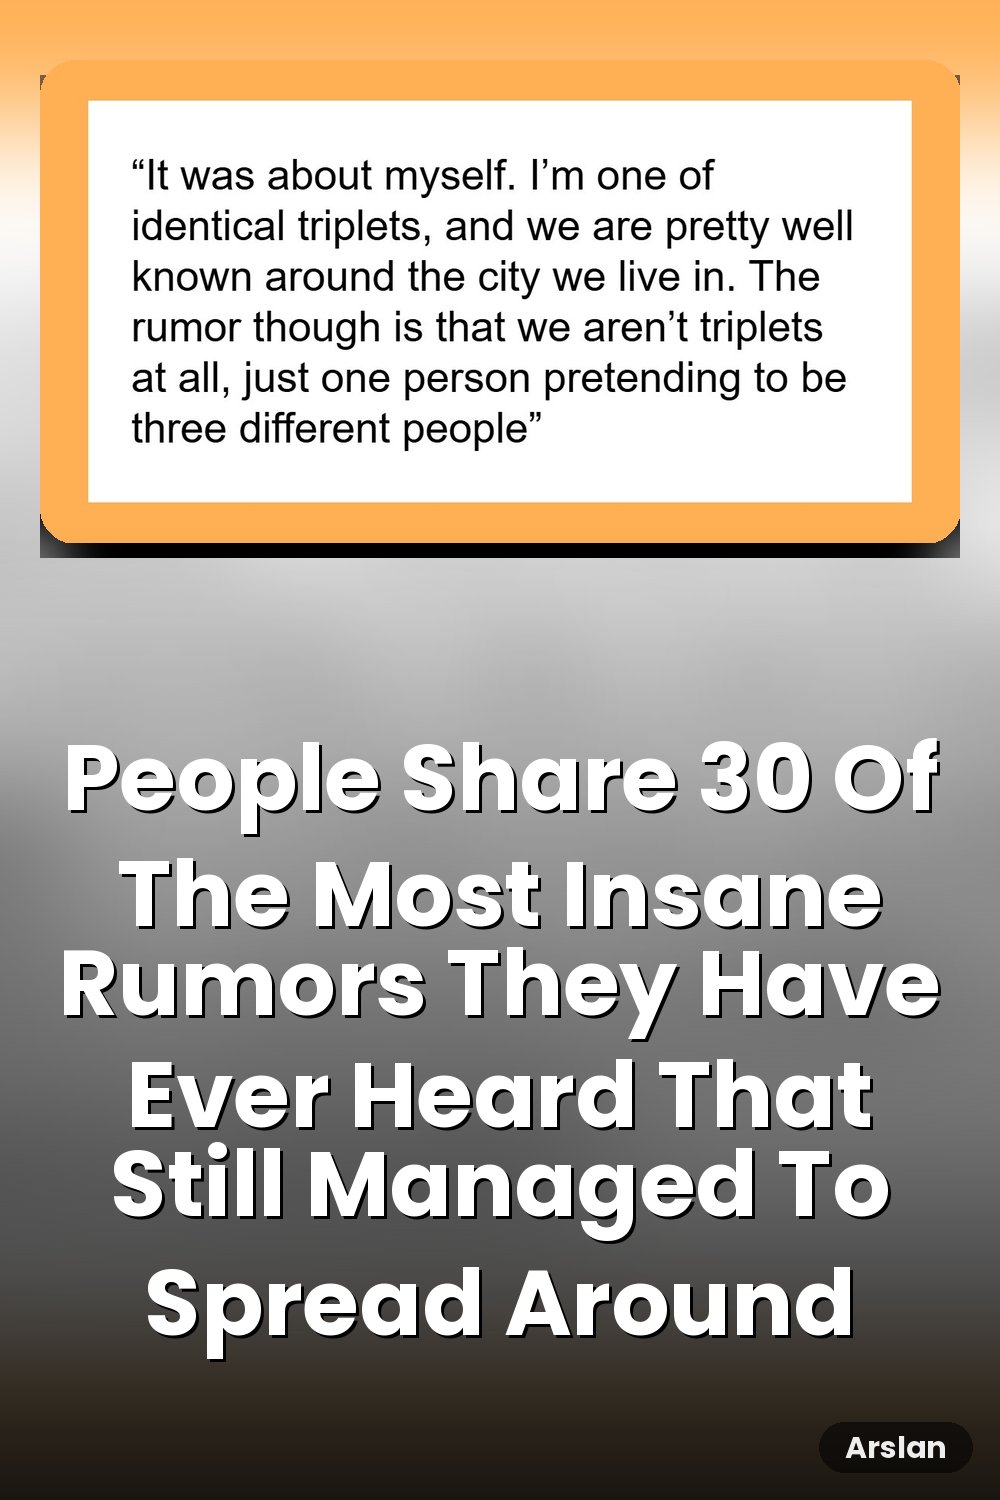 “It was about myself. I’m one of
identical triplets, and we are pretty well
known around the city we live in. The
rumor though is that we aren’t triplets
at all, just one person pretending to be
three different people”
People Share 30 Of
The Most Insane
Rumors They Have
Ever Heard That
Still Managed To
Spread Around
Arslan